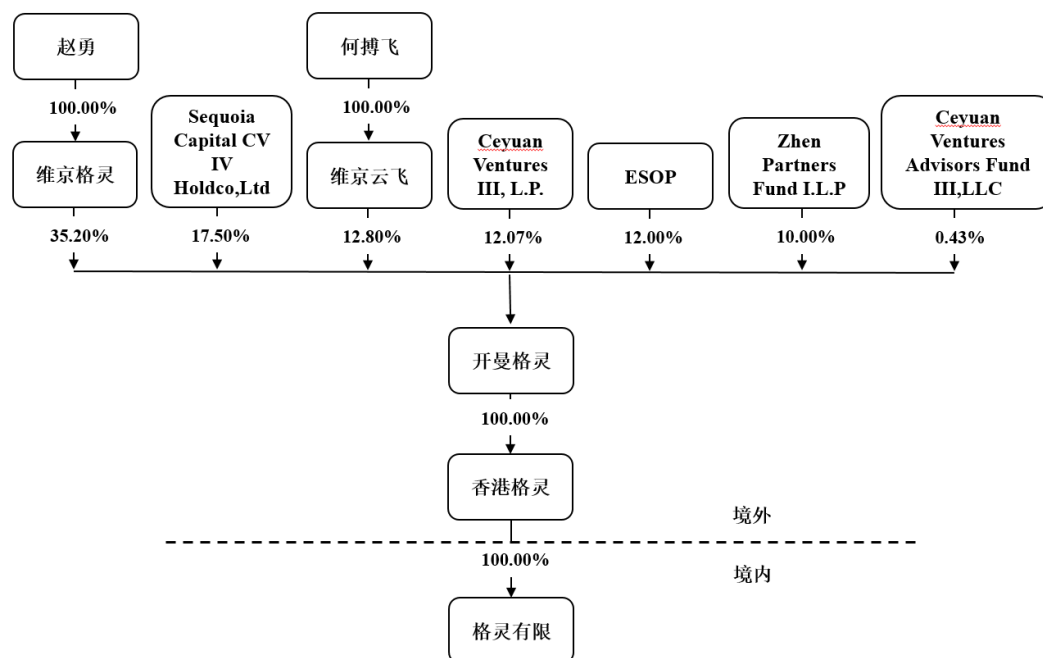 赵勇
何搏飞
100.00%
100.00%
维京格灵
Sequoia
Capital CV
IV
Holdco,Ltd
维京云飞
Ceyuan
Ventures
III, L.P.
ESOP
Zhen
Partners
Fund I.L.P
Ceyuan
Ventures
Advisors Fund
III,LLC
35.20%
17.50%
12.80%
12.07%
12.00%
10.00%
0.43%
开曼格灵
100.00%
香港格灵
境外
100.00%
境内
格灵有限